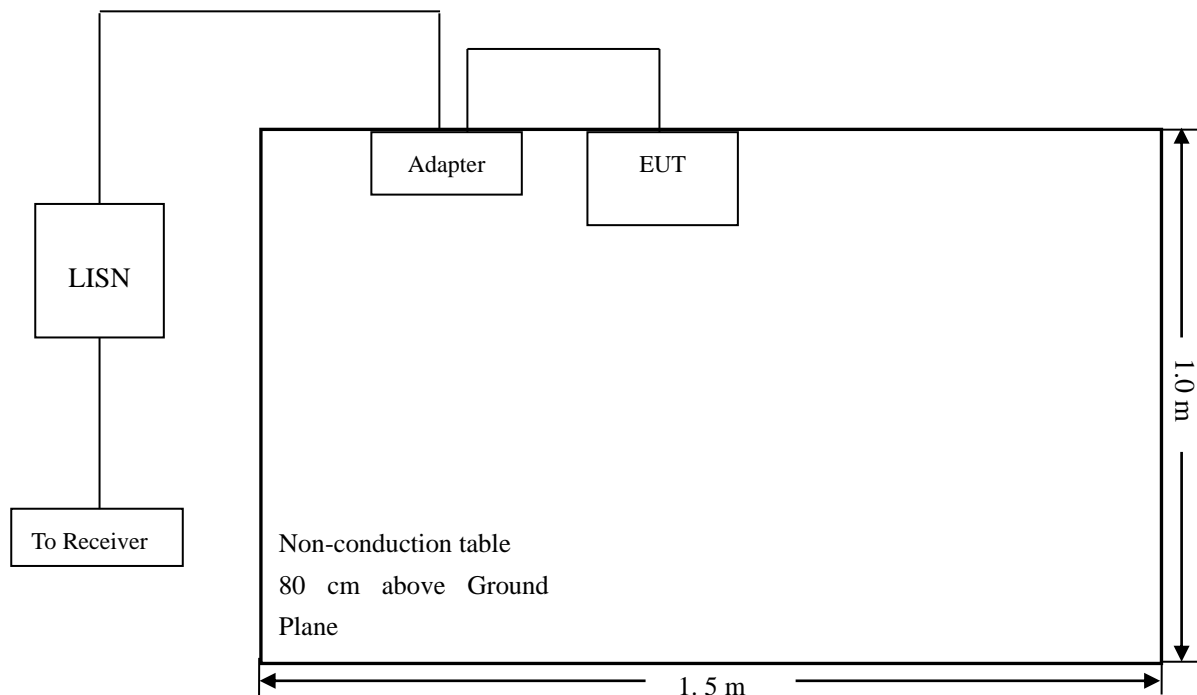 Adapter
EUT
LISN
1.0 m
To Receiver
Non-conduction table
80 cm above Ground
Plane
1. 5 m